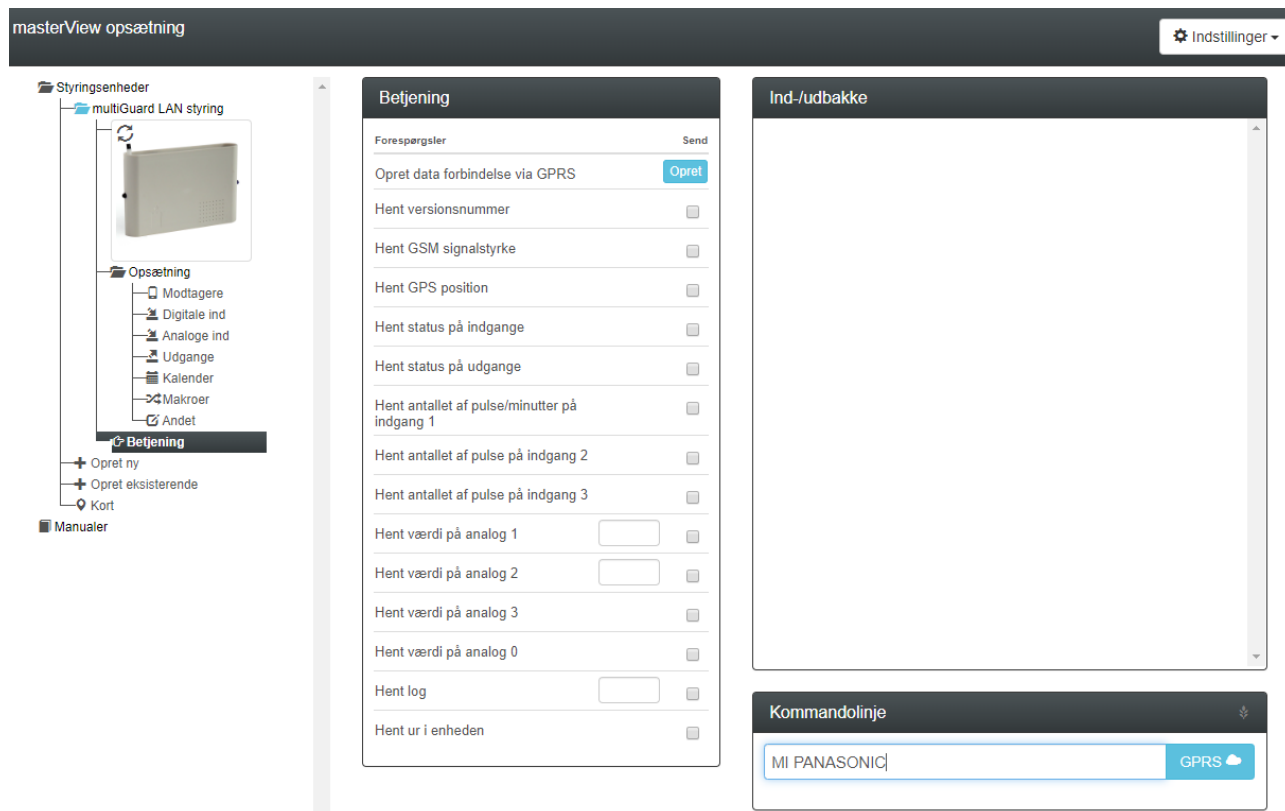 masterView opsætning
Indstillinger
Styringsenheder
multiGuard LAN styring
Opsætning
Modtagere
Digitale ind
Analoge ind
Udgange
Kalender
Makroer
Andet
Betjening
Opret ny
Opret eksisterende
Kort
Manualer
Betjening
Forespørgsler Send
Opret data forbindelse via GPRS Opret
Hent versionsnummer
Hent GSM signalstyrke
Hent GPS position
Hent status på indgange
Hent status på udgange
Hent antallet af pulse/minutter på
indgang 1
Hent antallet af pulse på indgang 2
Hent antallet af pulse på indgang 3
Hent værdi på analog 1
Hent værdi på analog 2
Hent værdi på analog 3
Hent værdi på analog 0
Hent log
Hent ur i enheden
Ind-/udbakke
Kommandolinje
MI PANASONIC
GPRS